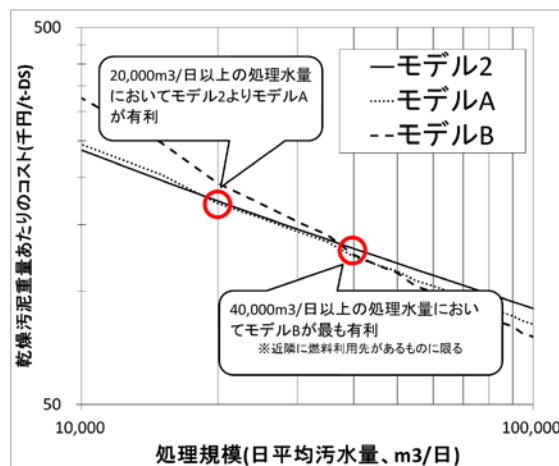 500
モデル2
モデルA
モデルB
20,000m3/日以上の処理水量
においてモデル2よりモデルA
が有利
40,000m3/日以上の処理水量におい
てモデルBが最も有利
※近隣に燃料利用先があるものに限る
乾燥汚泥重量あたりのコスト(千円/t-DS)
50
10,000
100,000
処理規模(日平均汚水量、m3/日)